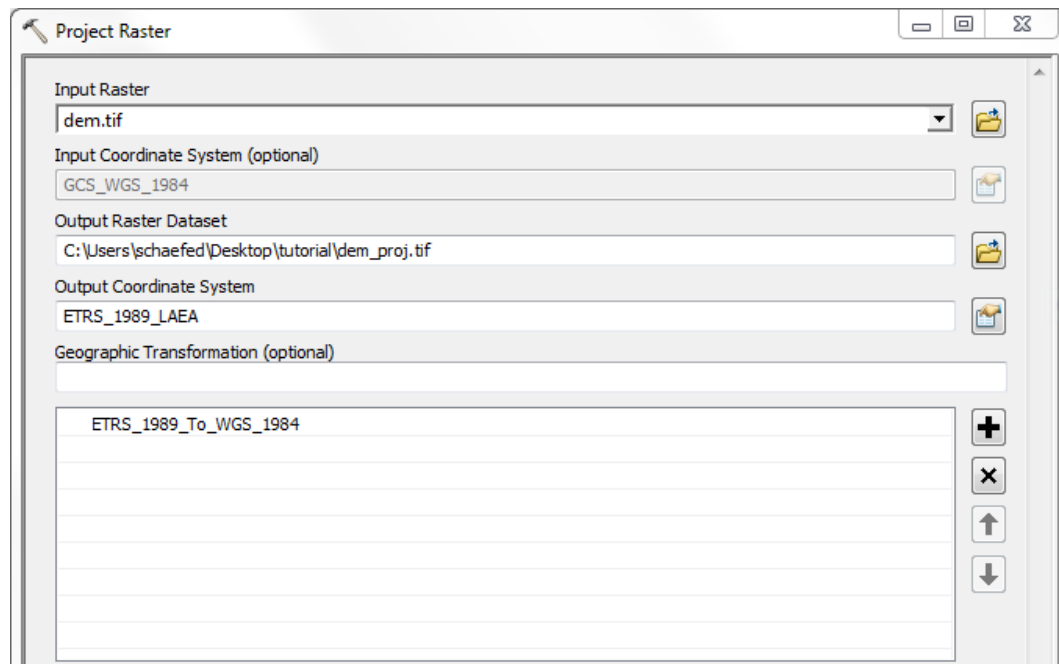 Project Raster
Input Raster
dem.tif
Input Coordinate System (optional)
GCS_WGS_1984
Output Raster Dataset
C:\Users\schaefed\Desktop\tutorial\dem_proj.tif
Output Coordinate System
ETRS_1989_LAEA
Geographic Transformation (optional)
ETRS_1989_To_WGS_1984